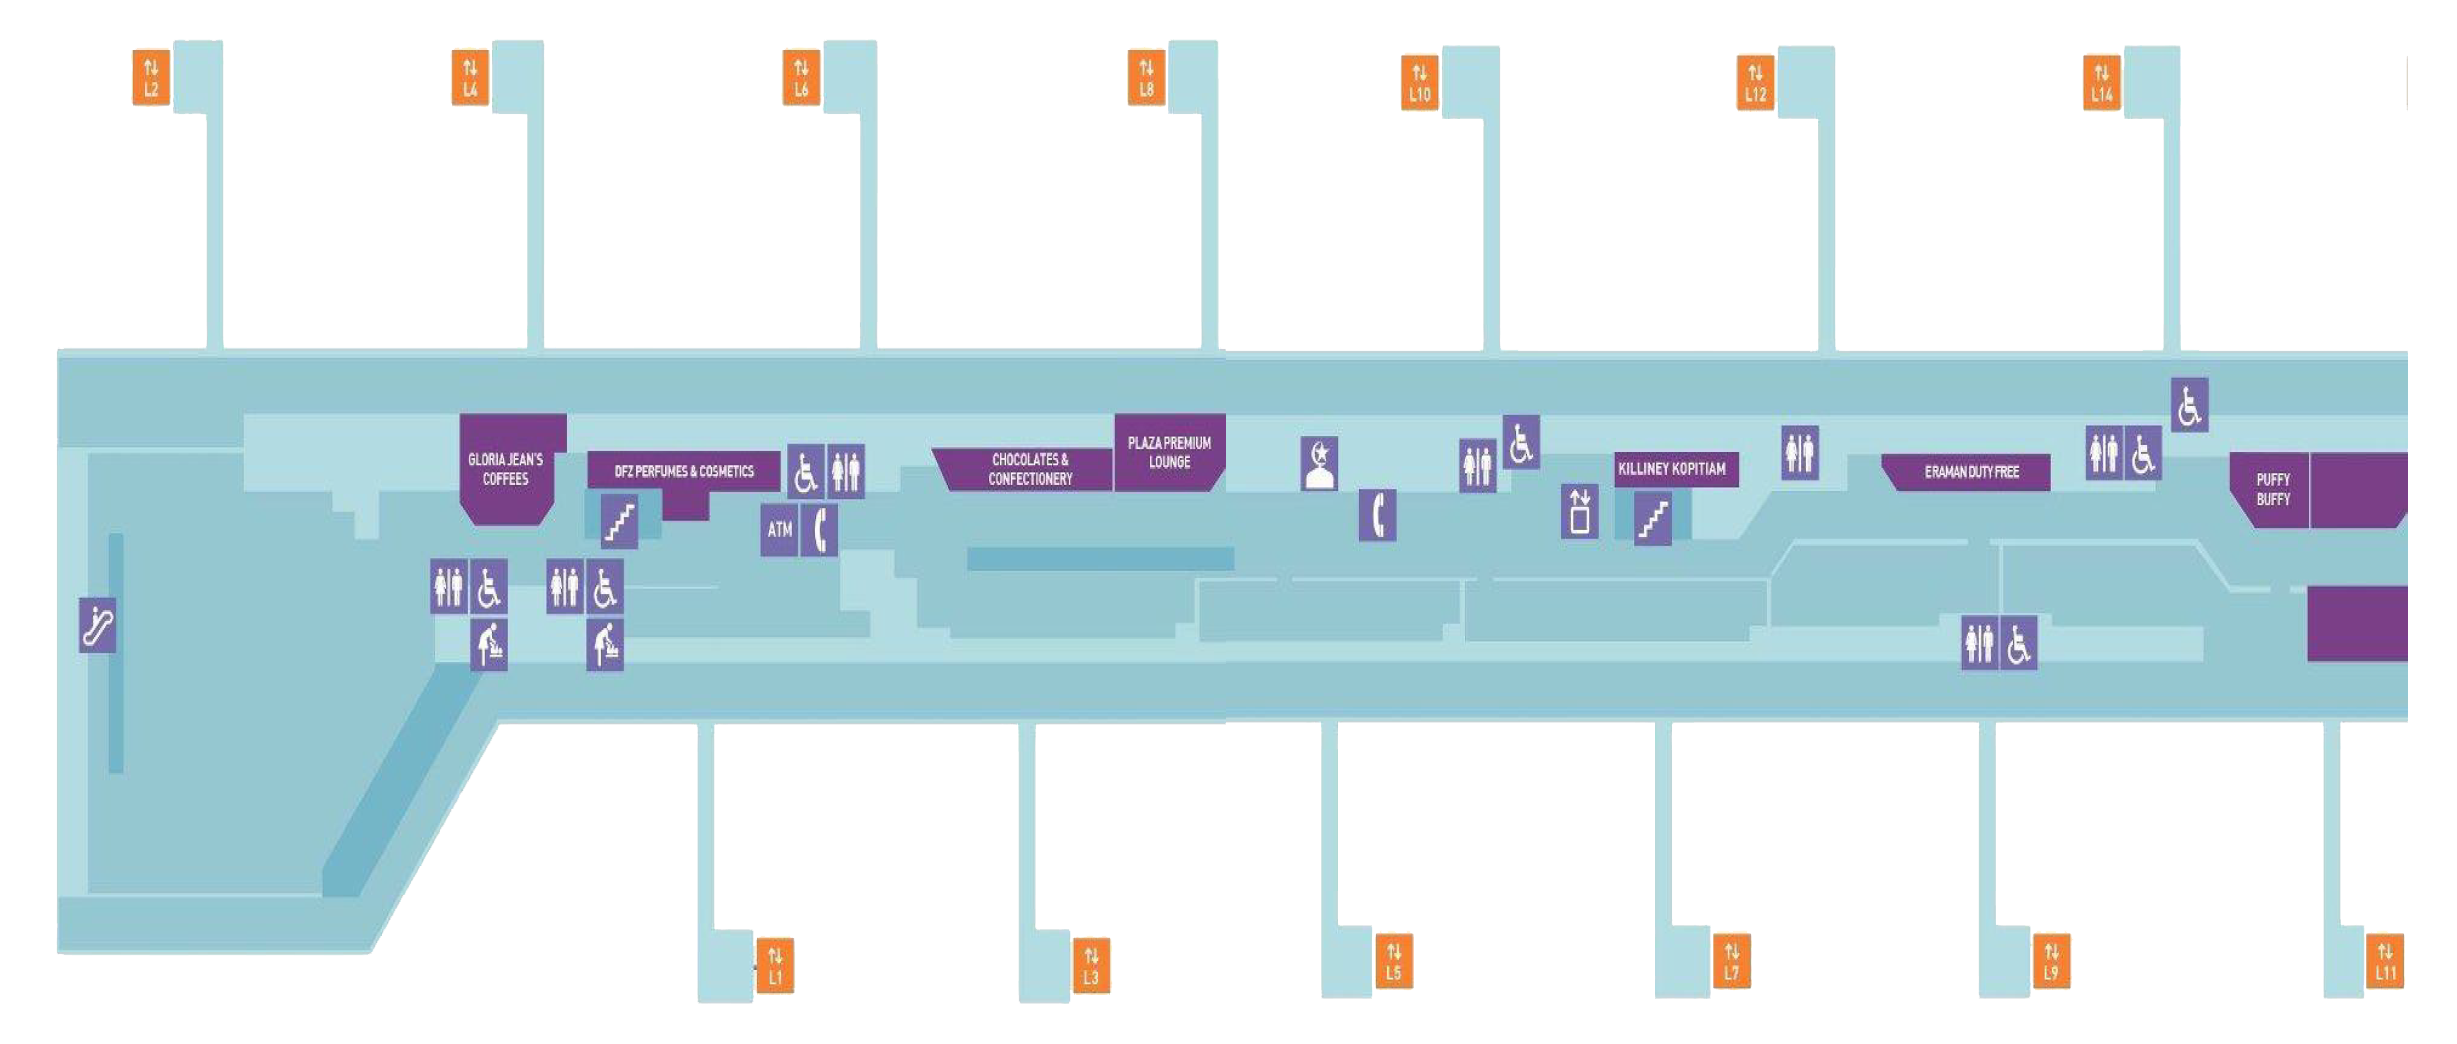 L2
L4
L6
L8
L10
L12
L14
GLORIA JEAN'S
COFFEES
DFZ PERFUMES & COSMETICS
CHOCOLATES &
CONFECTIONERY
PLAZA PREMIUM
LOUNGE
KILLINEY KOPITIAM
ERAMAN DUTY FREE
PUFFY
BUFFY
ATM
L1
L3
L5
L7
L9
L11